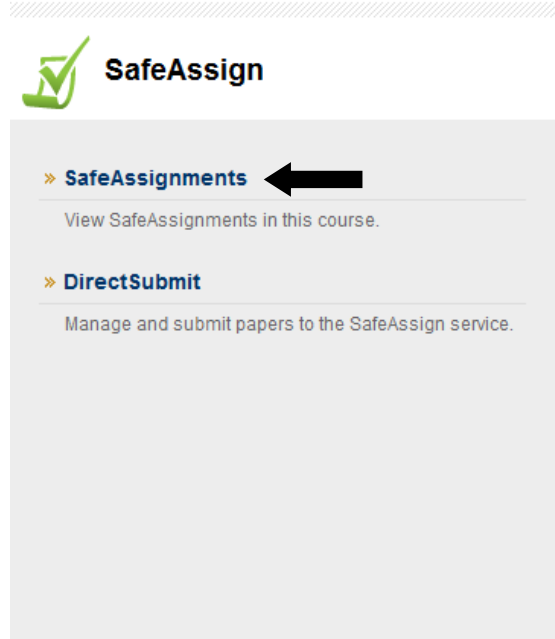 SafeAssign
» SafeAssignments
View SafeAssignments in this course.
» DirectSubmit
Manage and submit papers to the SafeAssign service.